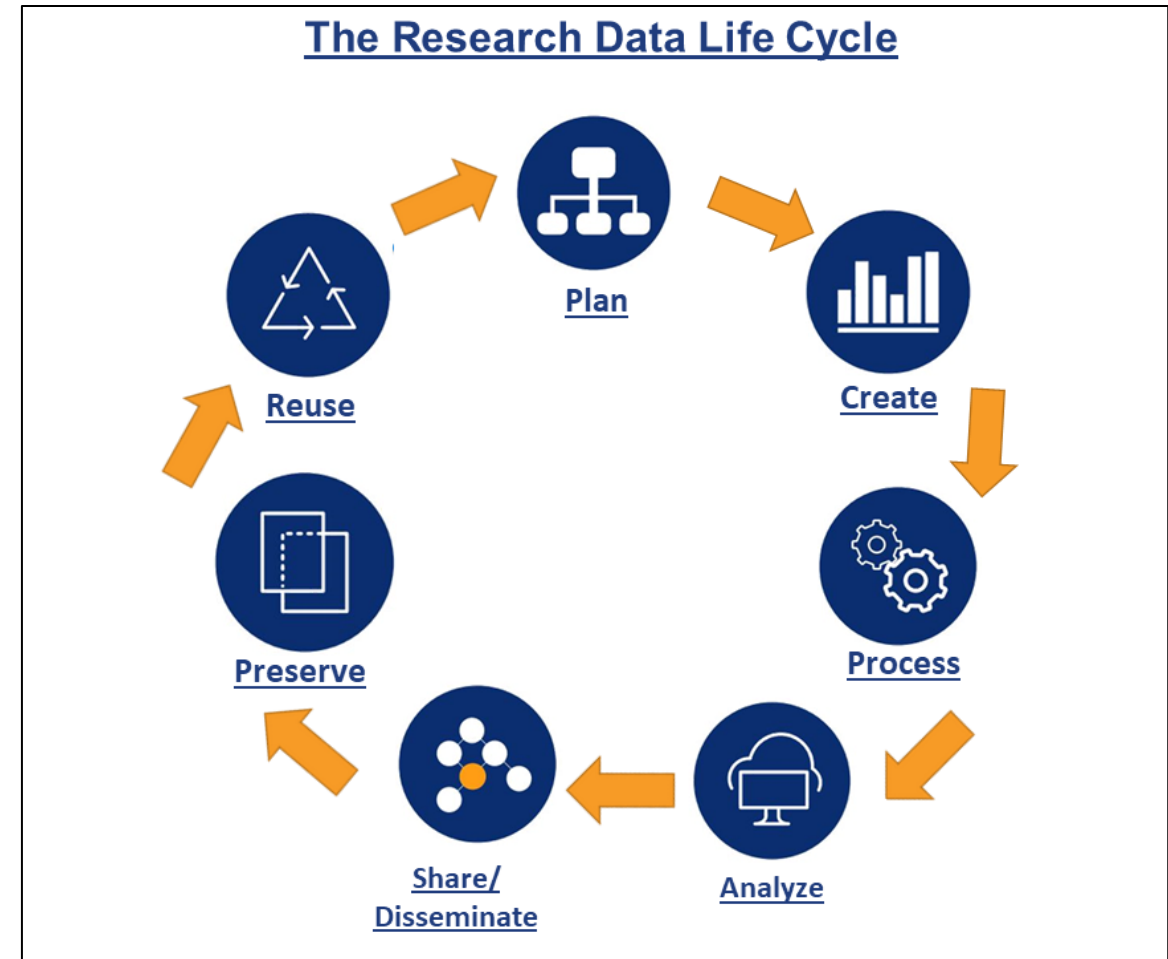 The Research Data Life Cycle
Plan
Create
Process
Analyze
Share/
Disseminate
Preserve
Reuse